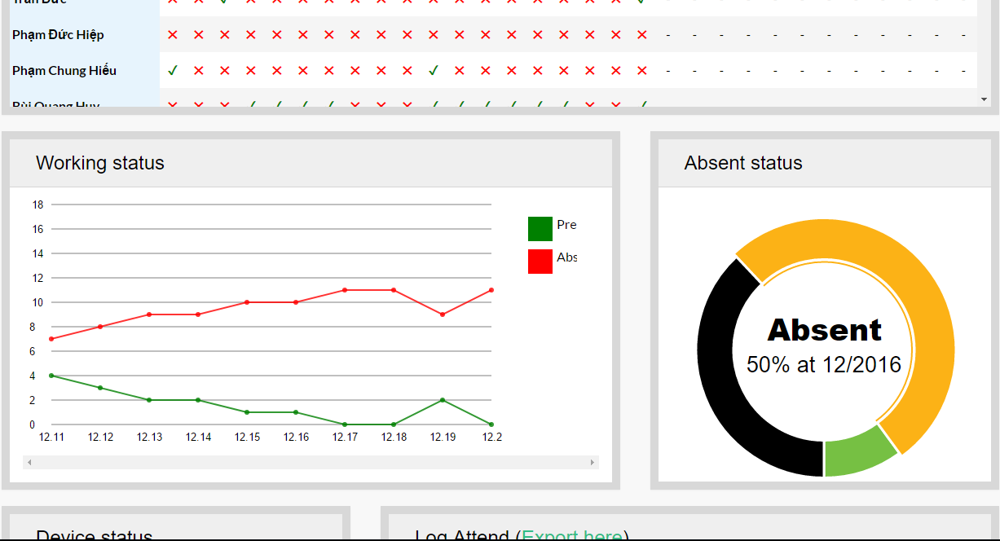 Trần Đức
Phạm Đức Hiệp - - - - - - - - - - - -
Phạm Chung Hiếu - - - - - - - - - - - -
Bùi Quang Huy
Working status
18
16
14
12
10
8
6
4
2
0
12.11 12.12 12.13 12.14 12.15 12.16 12.17 12.18 12.19 12.2
Pre
Abs
Absent status
Absent
50% at 12/2016
Device status
Log Attend (Export here)